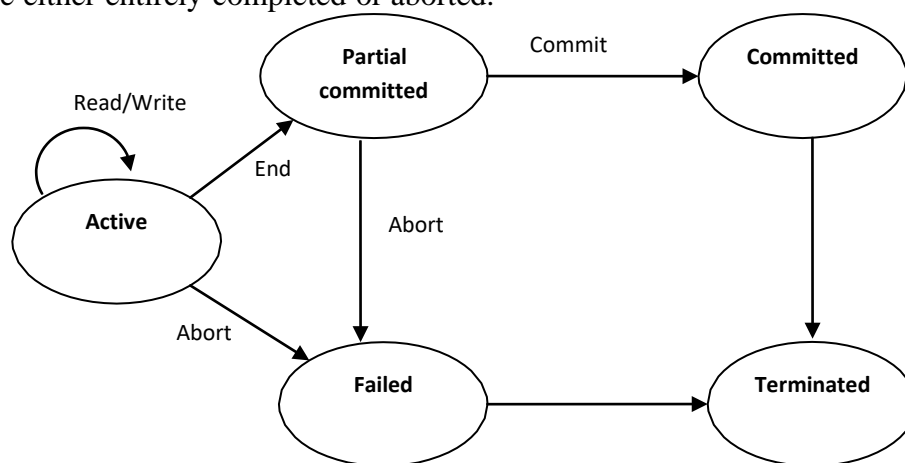 e either entirely completed or aborted.
Partial
committed
Commit
Committed
Read/Write
End
Active
Abort
Abort
Failed
Terminated